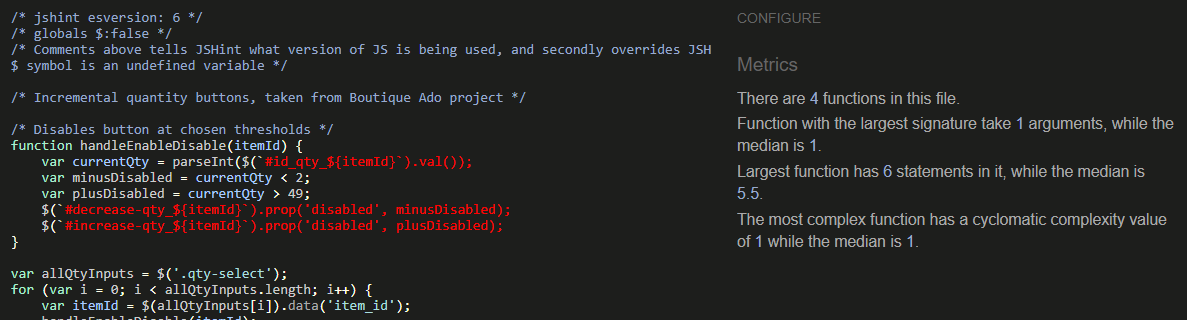 /* jshint esversion: 6 */
/* globals $:false */
/* Comments above tells JSHint what version of JS is being used, and secondly overrides JSH
$ symbol is an undefined variable */
/* Incremental quantity buttons, taken from Boutique Ado project */
/* Disables button at chosen thresholds */
function handleEnableDisable(itemId) {
    var currentQty = parseInt($(`#id_qty_${itemId}`).val());
    var minusDisabled = currentQty < 2;
    var plusDisabled = currentQty > 49;
    $(`#decrease-qty_${itemId}`).prop('disabled', minusDisabled);
    $(`#increase-qty_${itemId}`).prop('disabled', plusDisabled);
}
var allQtyInputs = $('.qty-select');
for (var i = 0; i < allQtyInputs.length; i++) {
    var itemId = $(allQtyInputs[i]).data('item_id');
    handleEnableDisable(itemId);
CONFIGURE
Metrics
There are 4 functions in this file.
Function with the largest signature take 1 arguments, while the
median is 1.
Largest function has 6 statements in it, while the median is
5.5.
The most complex function has a cyclomatic complexity value
of 1 while the median is 1.